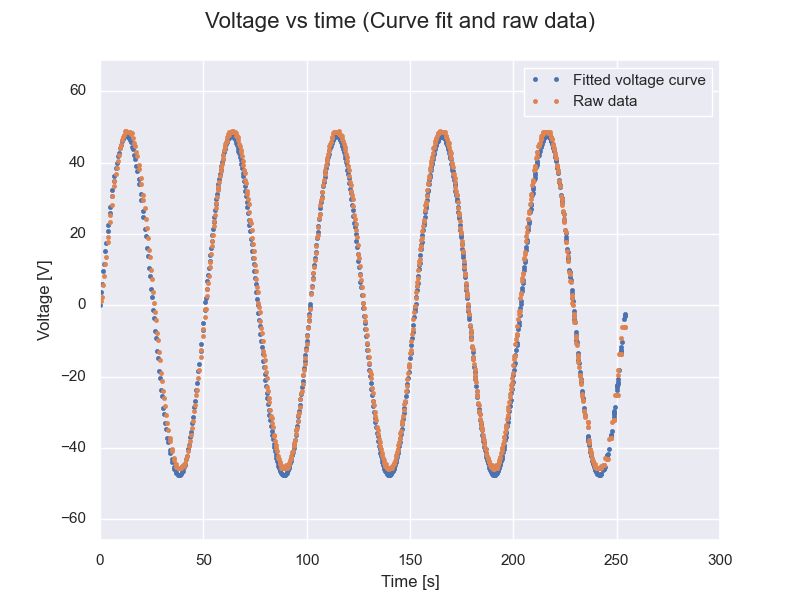 Voltage vs time (Curve fit and raw data)
Fitted voltage curve
Raw data
Voltage [V]
60
40
20
0
−20
−40
−60
0 50 100 150 200 250 300
Time [s]